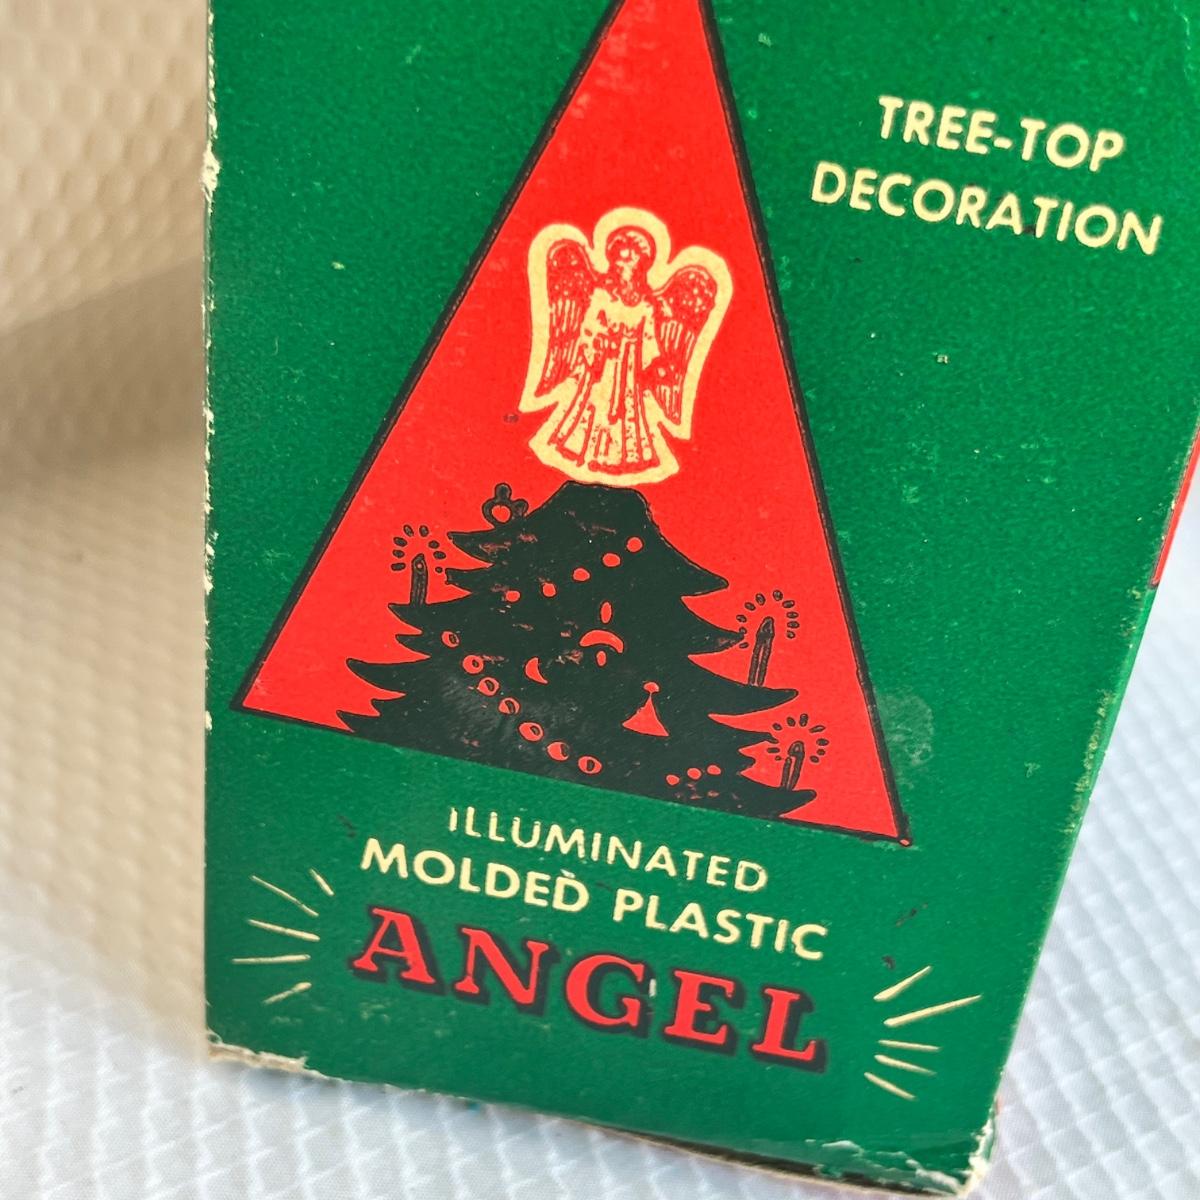 TREE-TOP
DECORATION
ILLUMINATED
MOLDED PLASTIC
ANGEL